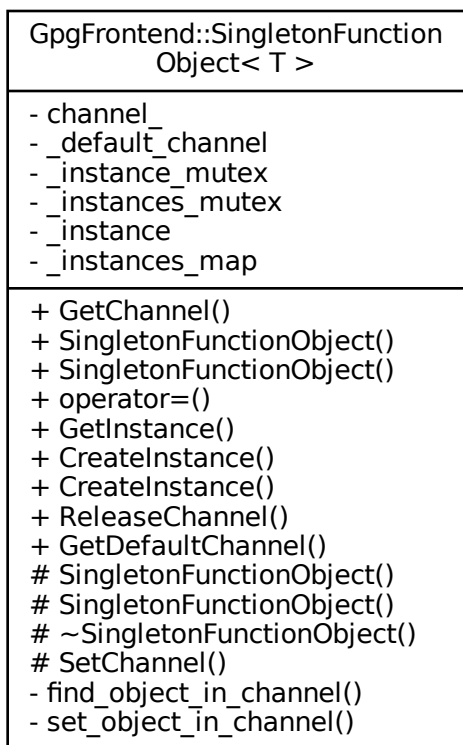 GpgFrontend::SingletonFunction
Object< T >
- channel_
- _default_channel
- _instance_mutex
- _instances_mutex
- _instance
- _instances_map
+ GetChannel()
+ SingletonFunctionObject()
+ SingletonFunctionObject()
+ operator=()
+ GetInstance()
+ CreateInstance()
+ CreateInstance()
+ ReleaseChannel()
+ GetDefaultChannel()
# SingletonFunctionObject()
# SingletonFunctionObject()
# ~SingletonFunctionObject()
# SetChannel()
- find_object_in_channel()
- set_object_in_channel()